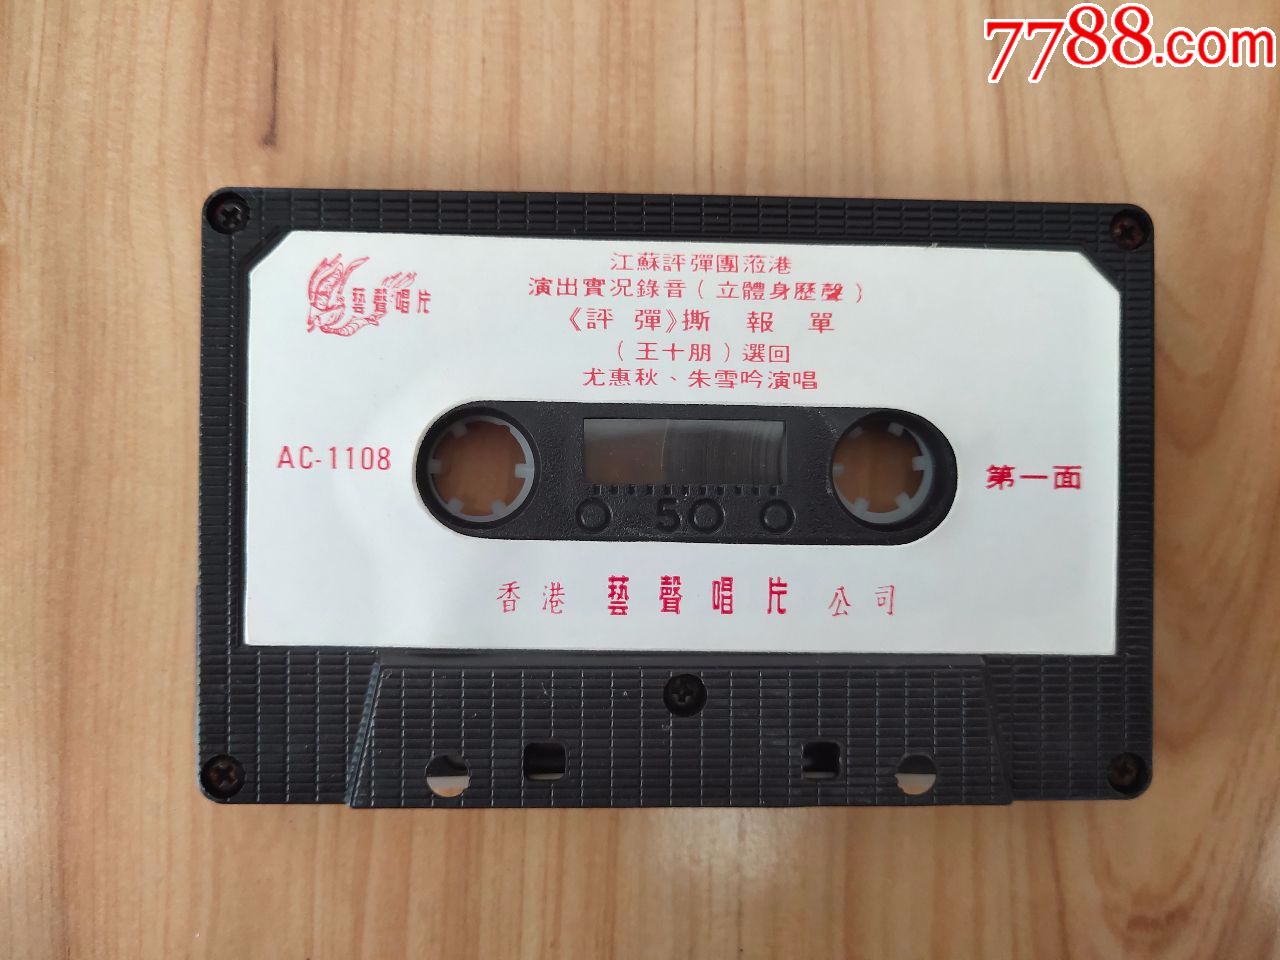 7788.com
江蘇評彈團蒞港
演出實況錄音(立體身歷聲)
《評彈》撕報單
(王十朋)選回
尤惠秋、朱雪吟演唱
藝聲唱片
AC-1108
第一面
50
香港藝聲唱片公司